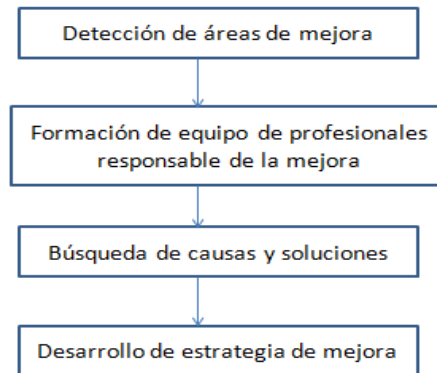 Detección de áreas de mejora
Formación de equipo de profesionales
responsable de la mejora
Búsqueda de causas y soluciones
Desarrollo de estrategia de mejora